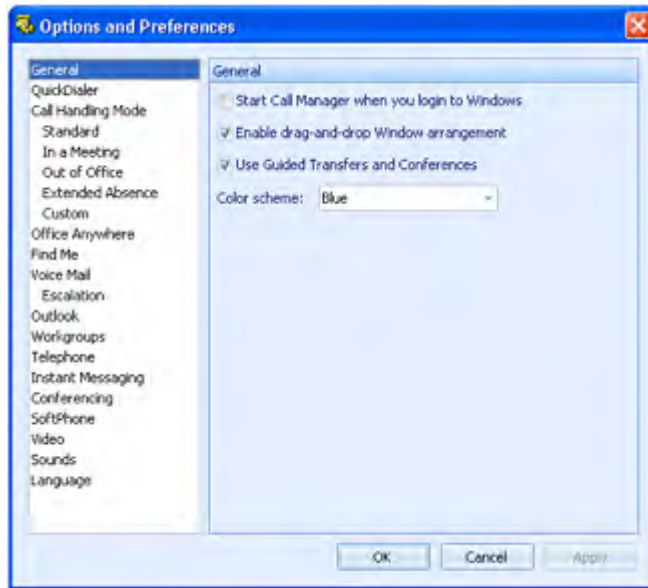 Options and Preferences
General
QuickDialer
Call Handling Mode
Standard
In a Meeting
Out of Office
Extended Absence
Custom
Office Anywhere
Find Me
Voice Mail
Escalation
Outlook
Workgroups
Telephone
Instant Messaging
Conferencing
SoftPhone
Video
Sounds
Language
General
Start Call Manager when you login to Windows
Enable drag-and-drop Window arrangement
Use Guided Transfers and Conferences
Color scheme: Blue
OK Cancel Apply